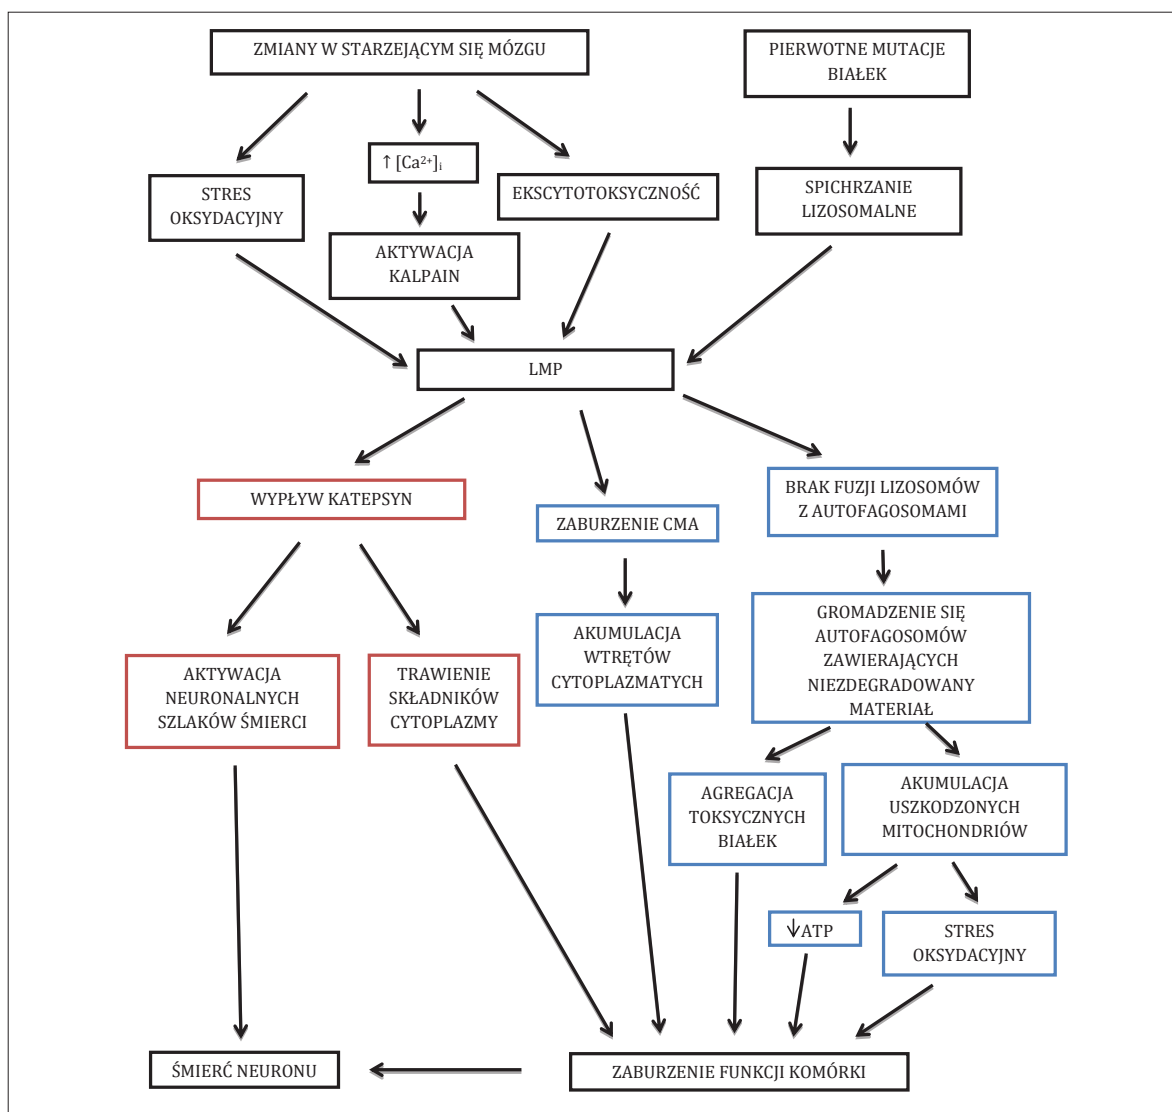 ZMIANY W STARZEJĄCYM SIĘ MÓZGU
PIERWOTNE MUTACJE
BIAŁEK
↑ [Ca²⁺]ᵢ
STRES
OKSYDACYJNY
EKSCYTOTOKSYCZNOŚĆ
SPICHRZANIE
LIZOSOMALNE
AKTYWACJA
KALPAIN
LMP
WYPŁYW KATEPSYN
ZABURZENIE CMA
BRAK FUZJI LIZOSOMÓW
Z AUTOFAGOSOMAMI
AKTYWACJA
NEURONALNYCH
SZLAKÓW ŚMIERCI
TRAWIENIE
SKŁADNIKÓW
CYTOPLAZMY
AKUMULACJA
WTRĘTÓW
CYTOPLAZMATYCH
GROMADZENIE SIĘ
AUTOFAGOSOMÓW
ZAWIERAJĄCYCH
NIEZDEGRADOWANY
MATERIAŁ
AGREGACJA
TOKSYCZNYCH
BIAŁEK
AKUMULACJA
USZKODZONYCH
MITOCHONDRIÓW
↓ATP
STRES
OKSYDACYJNY
ŚMIERĆ NEURONU
ZABURZENIE FUNKCJI KOMÓRKI